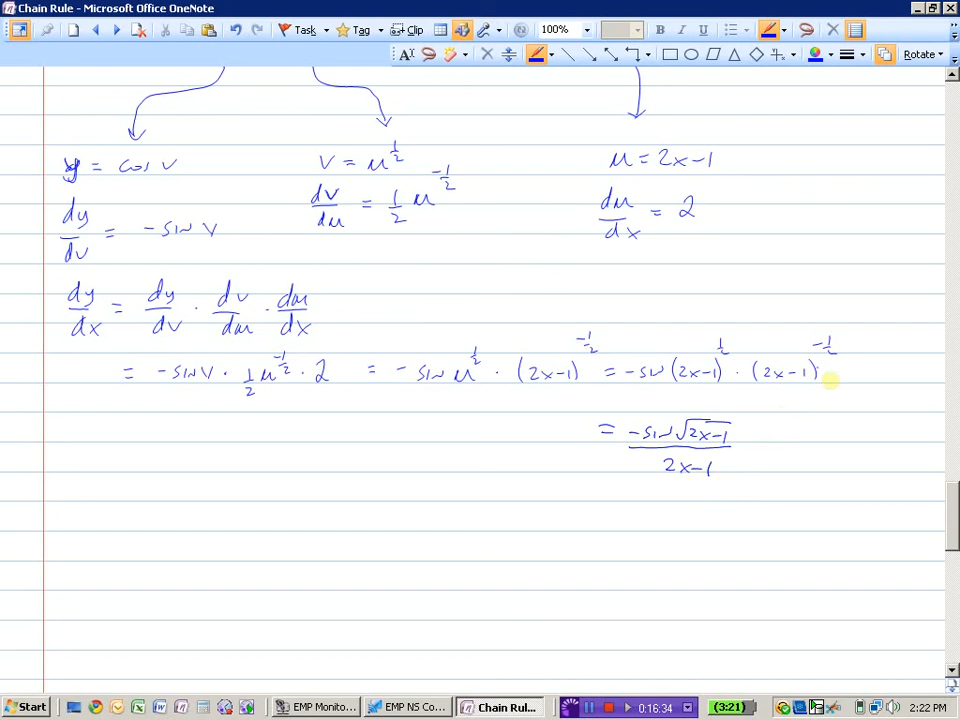 Chain Rule - Microsoft Office OneNote
Task Tag Clip 100% B I U
Rotate
y = cos v   v = u^{1/2}   u = 2x-1
dy/dv = -sin v   dv/du = 1/2 u^{-1/2}   du/dx = 2
dy/dx = dy/dv · dv/du · du/dx
= -sin v · 1/2 u^{-1/2} · 2 = - sin u^{1/2} · (2x-1)^{-1/2} = -sin (2x-1)^{1/2} · (2x-1)^{-1/2}
= -sin √(2x-1) / 2x-1
Start EMP Monito... EMP NS Co... Chain Rul... 0:16:34 (3:21) 2:22 PM